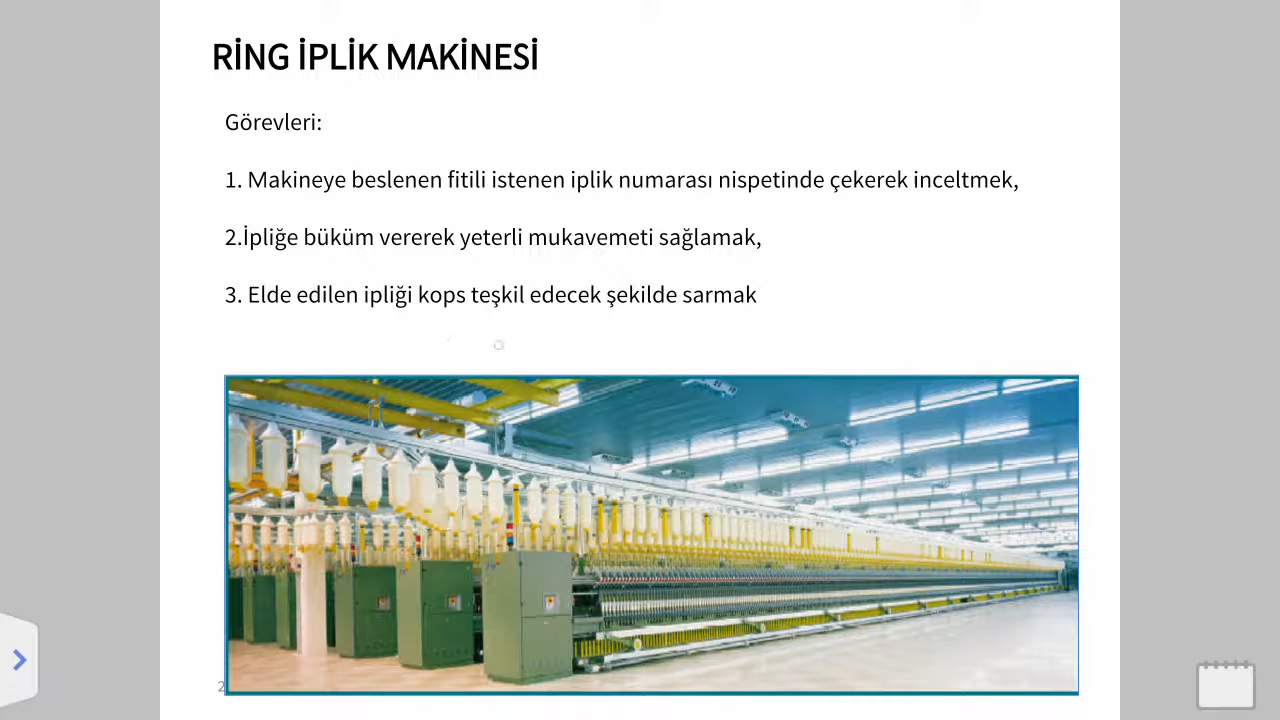 RİNG İPLİK MAKİNESİ
Görevleri:
1. Makineye beslenen fitili istenen iplik numarası nispetinde çekerek inceltmek,
2.İpliğe büküm vererek yeterli mukavemeti sağlamak,
3. Elde edilen ipliği kops teşkil edecek şekilde sarmak
2